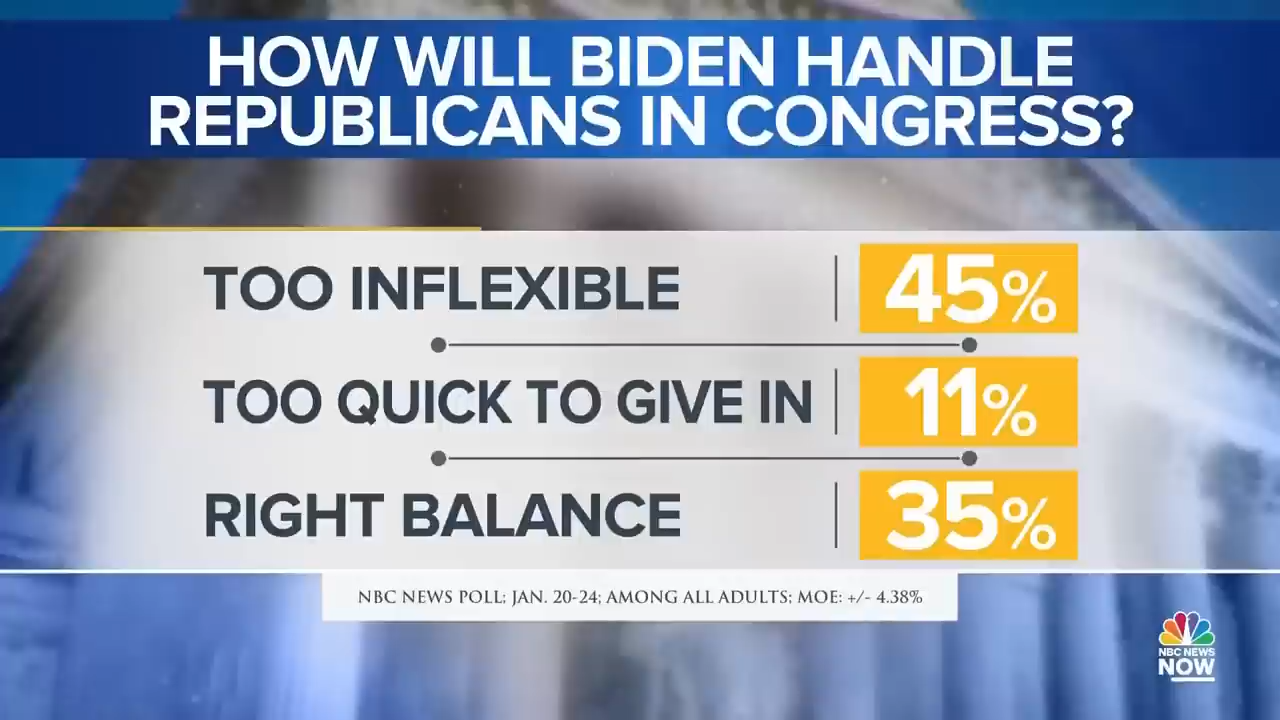 HOW WILL BIDEN HANDLE
REPUBLICANS IN CONGRESS?
TOO INFLEXIBLE 45%
TOO QUICK TO GIVE IN 11%
RIGHT BALANCE 35%
NBC NEWS POLL; JAN. 20-24; AMONG ALL ADULTS; MOE: +/- 4.38%
NBC NEWS
NOW